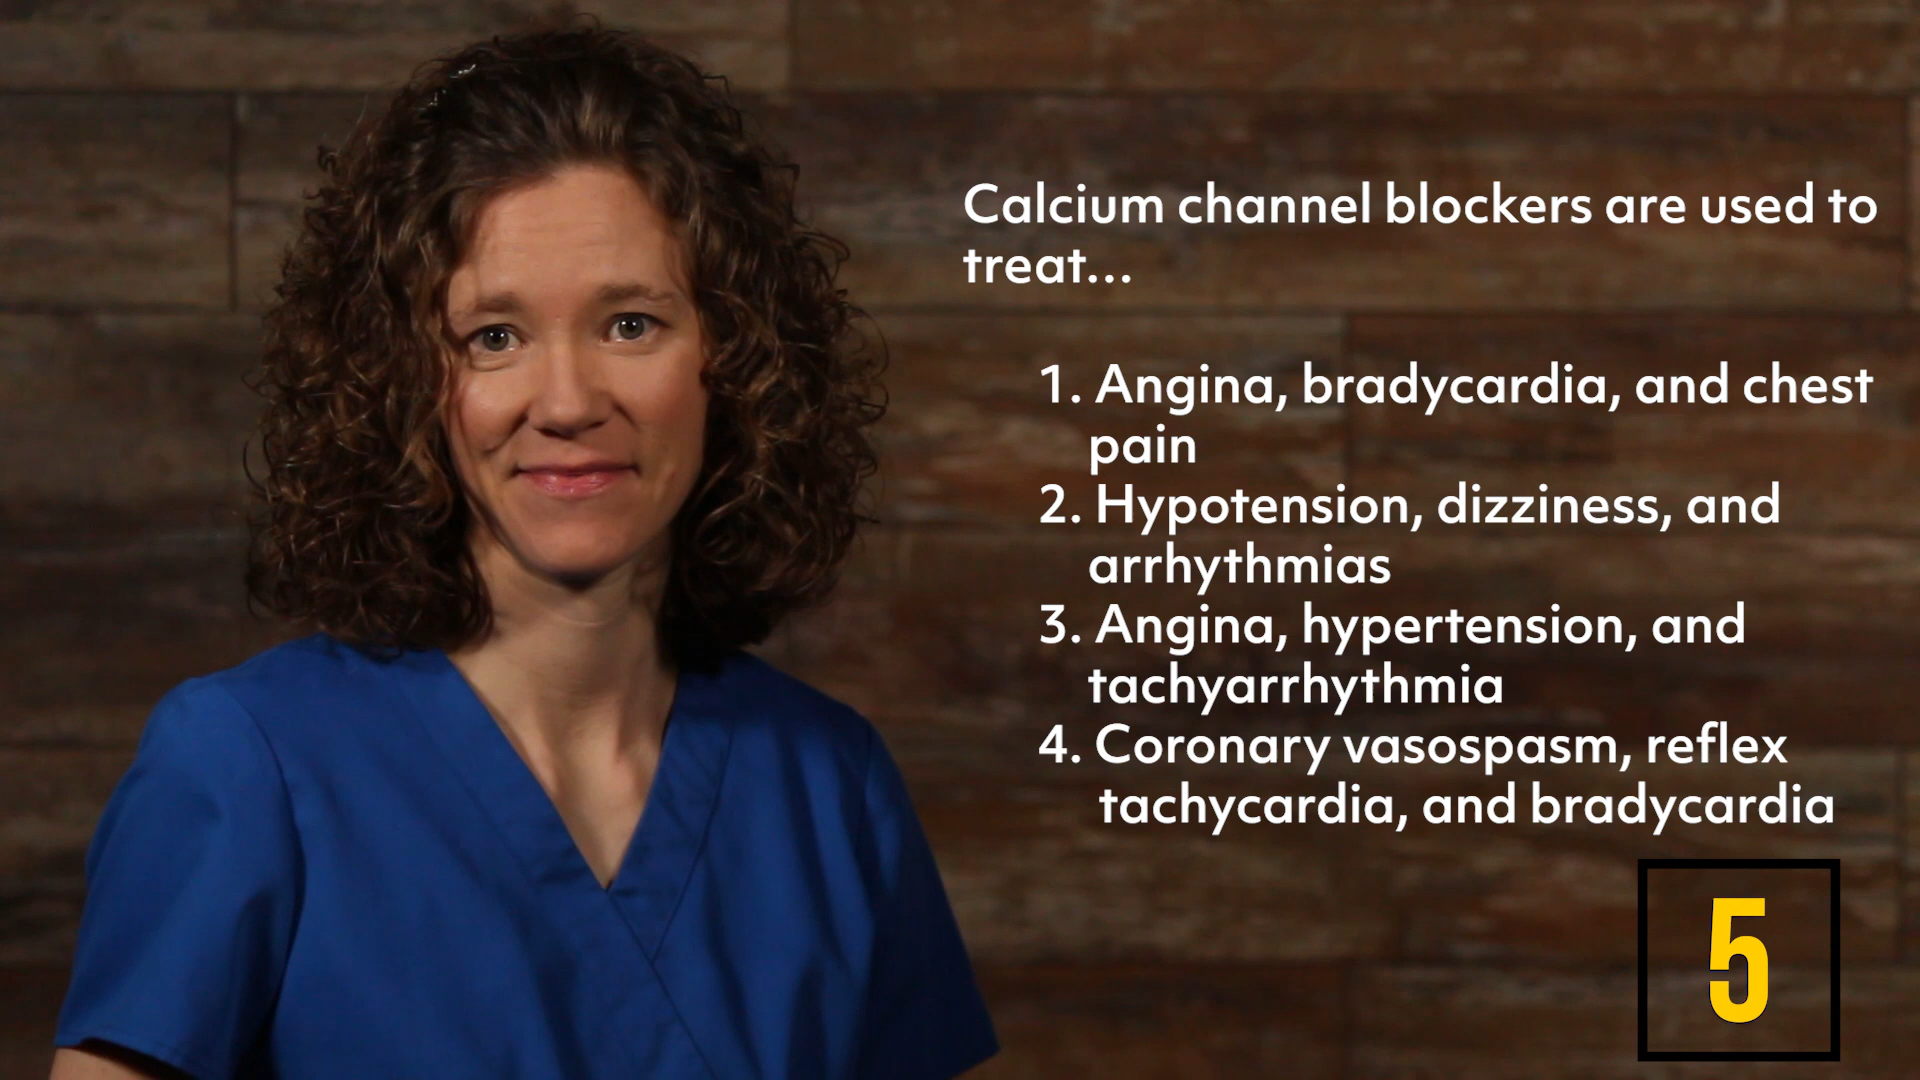 Calcium channel blockers are used to
treat...
1. Angina, bradycardia, and chest
pain
2. Hypotension, dizziness, and
arrhythmias
3. Angina, hypertension, and
tachyarrhythmia
4. Coronary vasospasm, reflex
tachycardia, and bradycardia
5